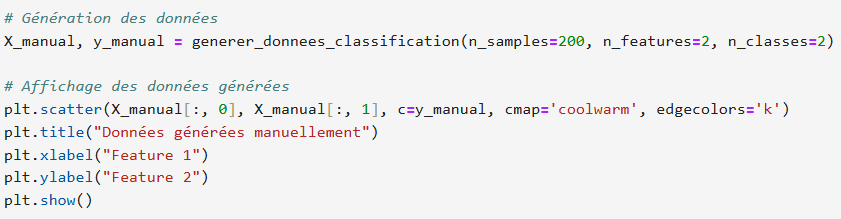 # Génération des données
X_manual, y_manual = generer_donnees_classification(n_samples=200, n_features=2, n_classes=2)
# Affichage des données générées
plt.scatter(X_manual[:, 0], X_manual[:, 1], c=y_manual, cmap='coolwarm', edgecolors='k')
plt.title("Données générées manuellement")
plt.xlabel("Feature 1")
plt.ylabel("Feature 2")
plt.show()